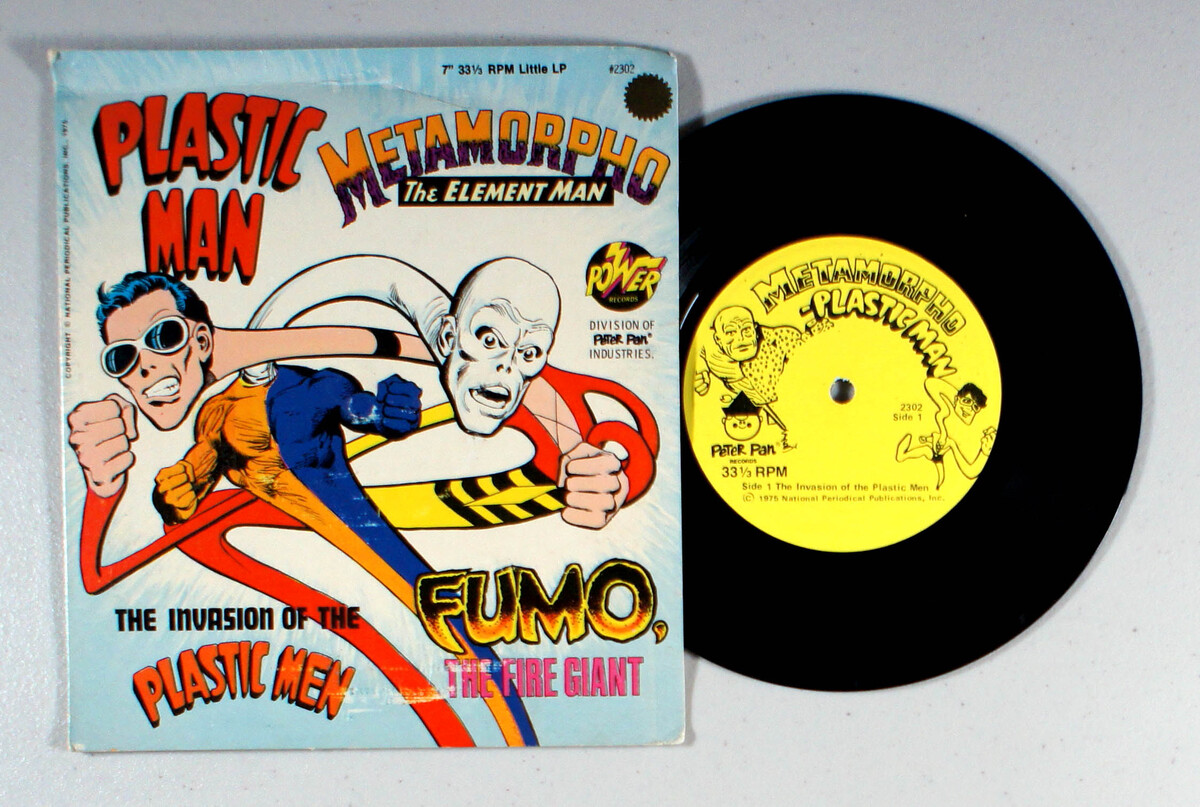 7" 33⅓ RPM Little LP
#2302
PLASTIC
MAN
METAMORPHO
THE ELEMENT MAN
COPYRIGHT © NATIONAL PERIODICAL PUBLICATIONS, INC., 1975
POWER
RECORDS
DIVISION OF
PETER PAN®
INDUSTRIES.
THE INVASION OF THE
PLASTIC MEN
FUMO,
THE FIRE GIANT
METAMORPHO
-PLASTIC MAN
2302
Side 1
PETER PAN
RECORDS
33⅓ RPM
Side 1 The Invasion of the Plastic Men
© 1975 National Periodical Publications, Inc.